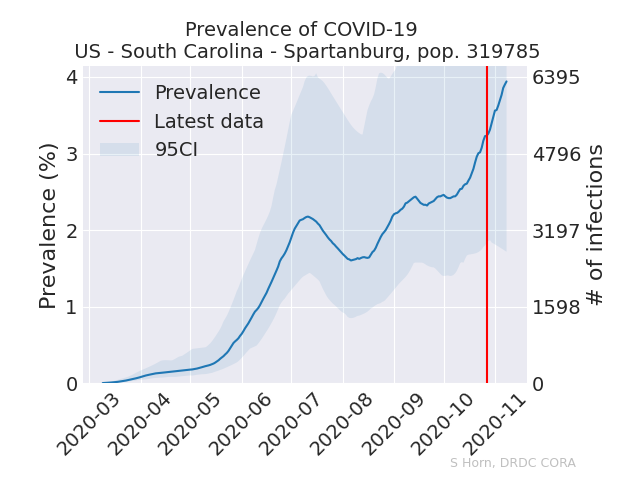 Prevalence of COVID-19
US - South Carolina - Spartanburg, pop. 319785
Prevalence (%)
4
3
2
1
0
Prevalence
Latest data
95CI
6395
4796
3197
1598
0
# of infections
2020-03
2020-04
2020-05
2020-06
2020-07
2020-08
2020-09
2020-10
2020-11
S Horn, DRDC CORA